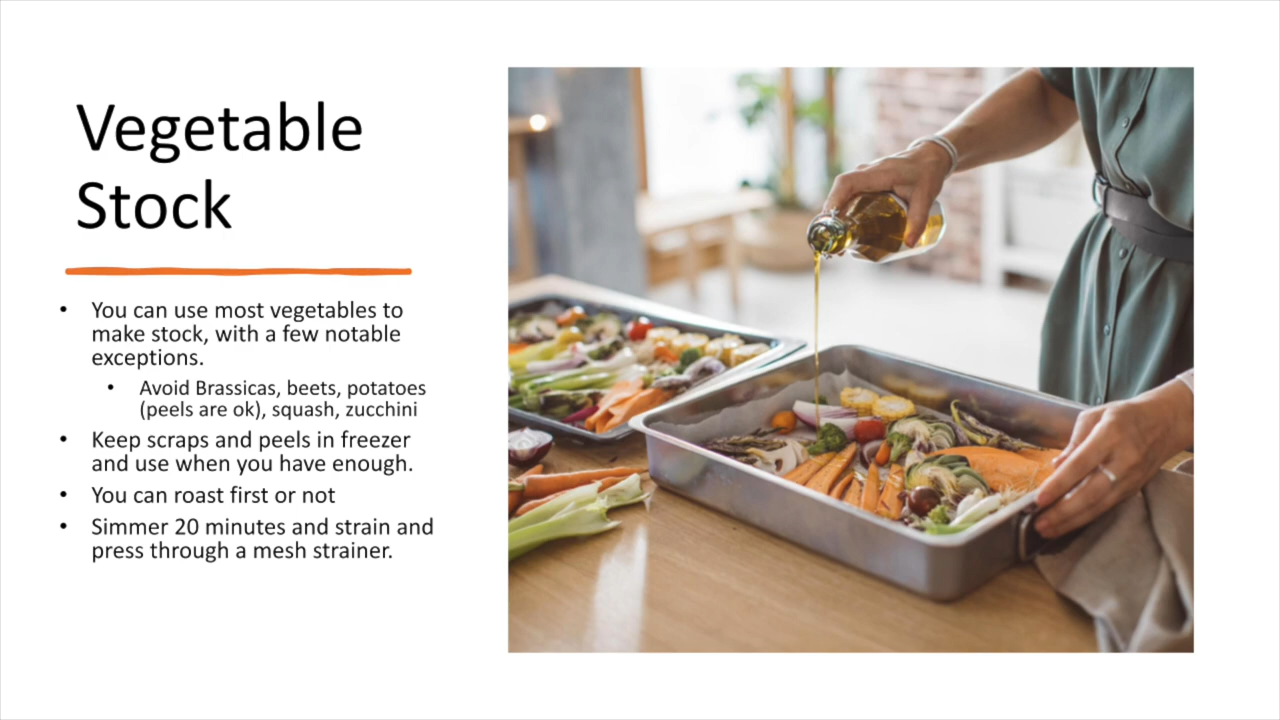 Vegetable
Stock
• You can use most vegetables to
make stock, with a few notable
exceptions.
• Avoid Brassicas, beets, potatoes
(peels are ok), squash, zucchini
• Keep scraps and peels in freezer
and use when you have enough.
• You can roast first or not
• Simmer 20 minutes and strain and
press through a mesh strainer.